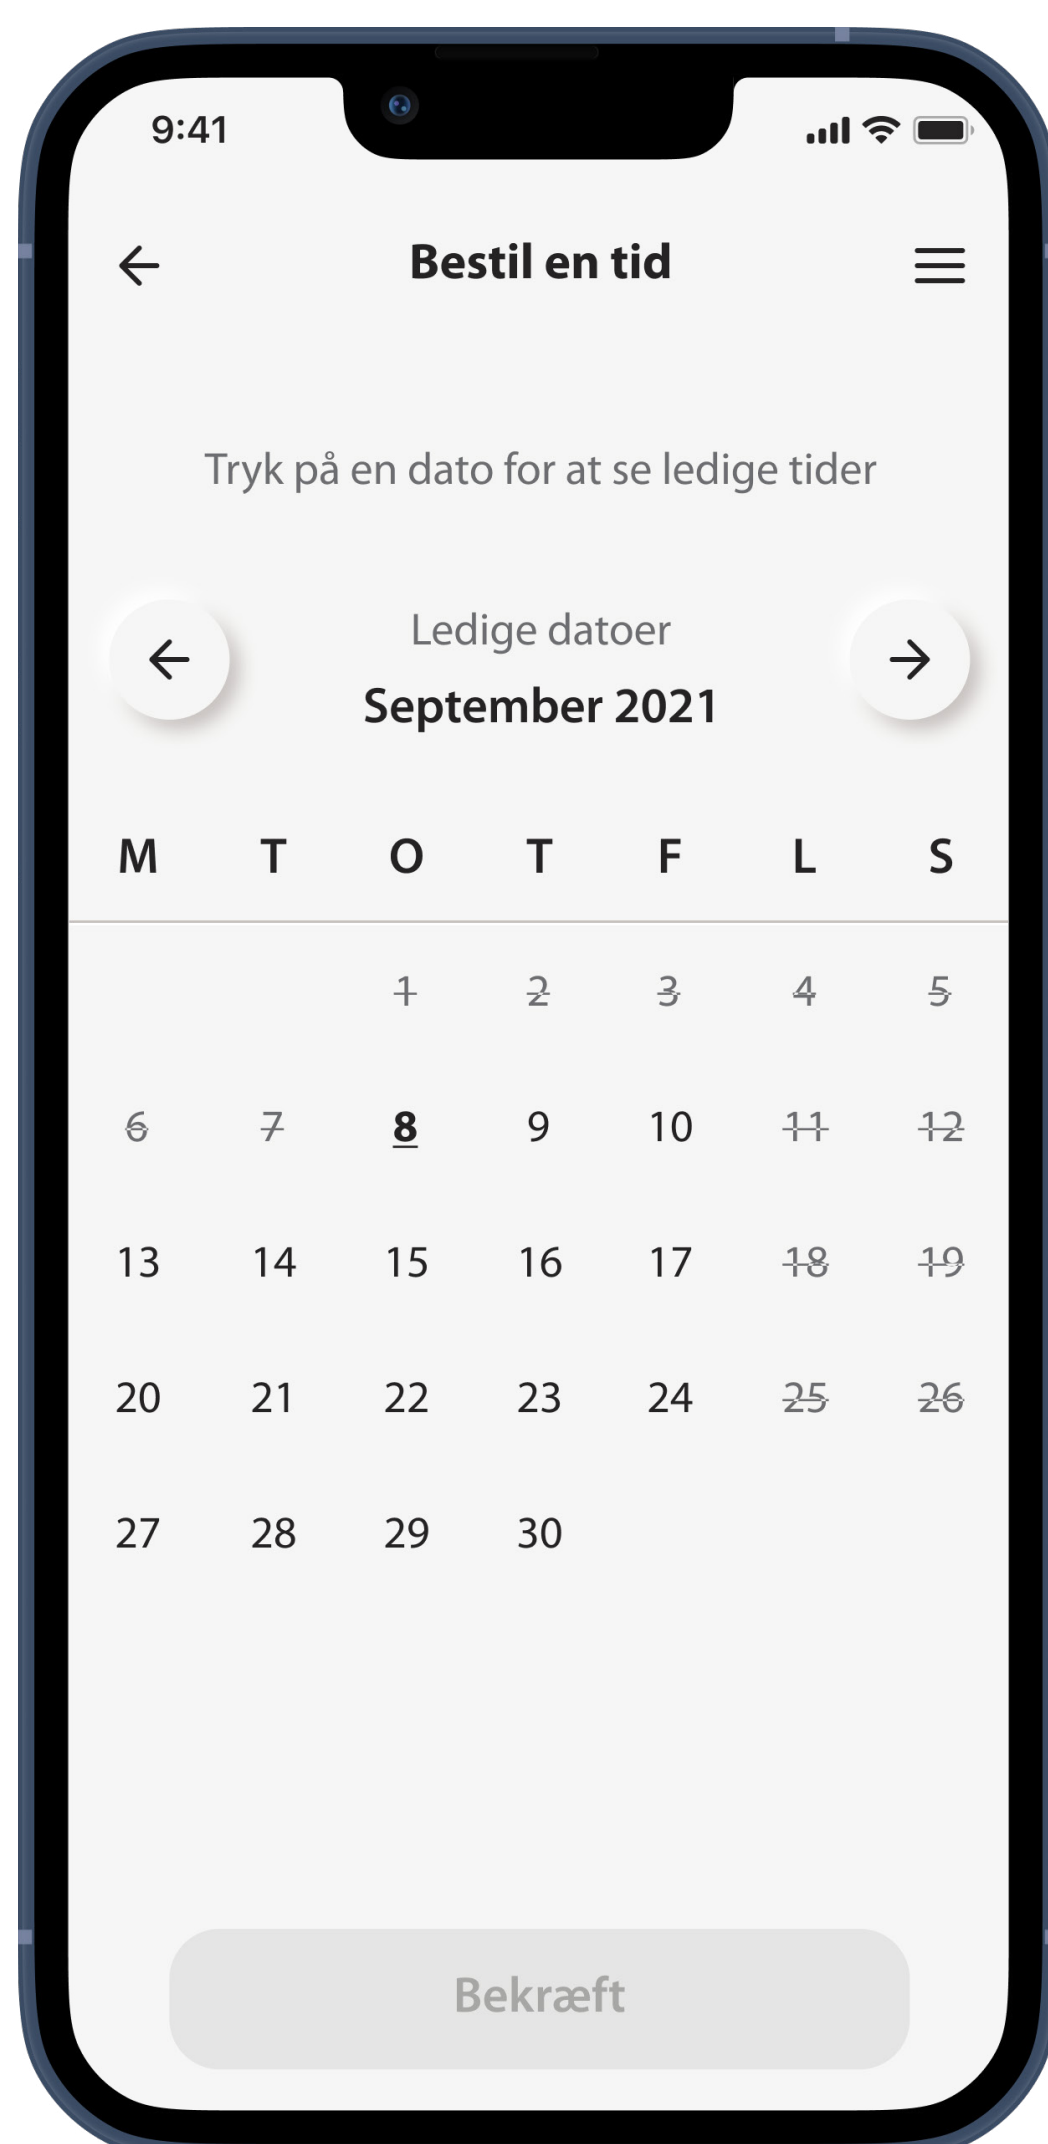 9:41
Bestil en tid
Tryk på en dato for at se ledige tider
Ledige datoer
September 2021
M T O T F L S
1 2 3 4 5
6 7 8 9 10 11 12
13 14 15 16 17 18 19
20 21 22 23 24 25 26
27 28 29 30
Bekræft